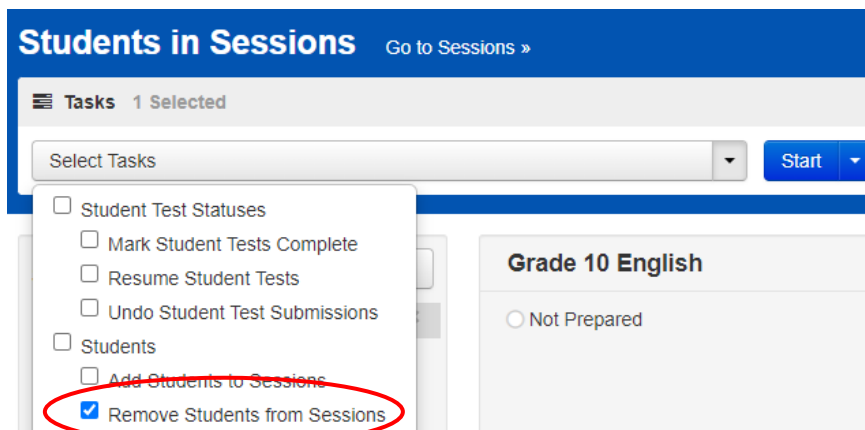 Students in Sessions Go to Sessions »
Tasks 1 Selected
Select Tasks
Start
Student Test Statuses
Mark Student Tests Complete
Resume Student Tests
Undo Student Test Submissions
Students
Add Students to Sessions
Remove Students from Sessions
Grade 10 English
Not Prepared